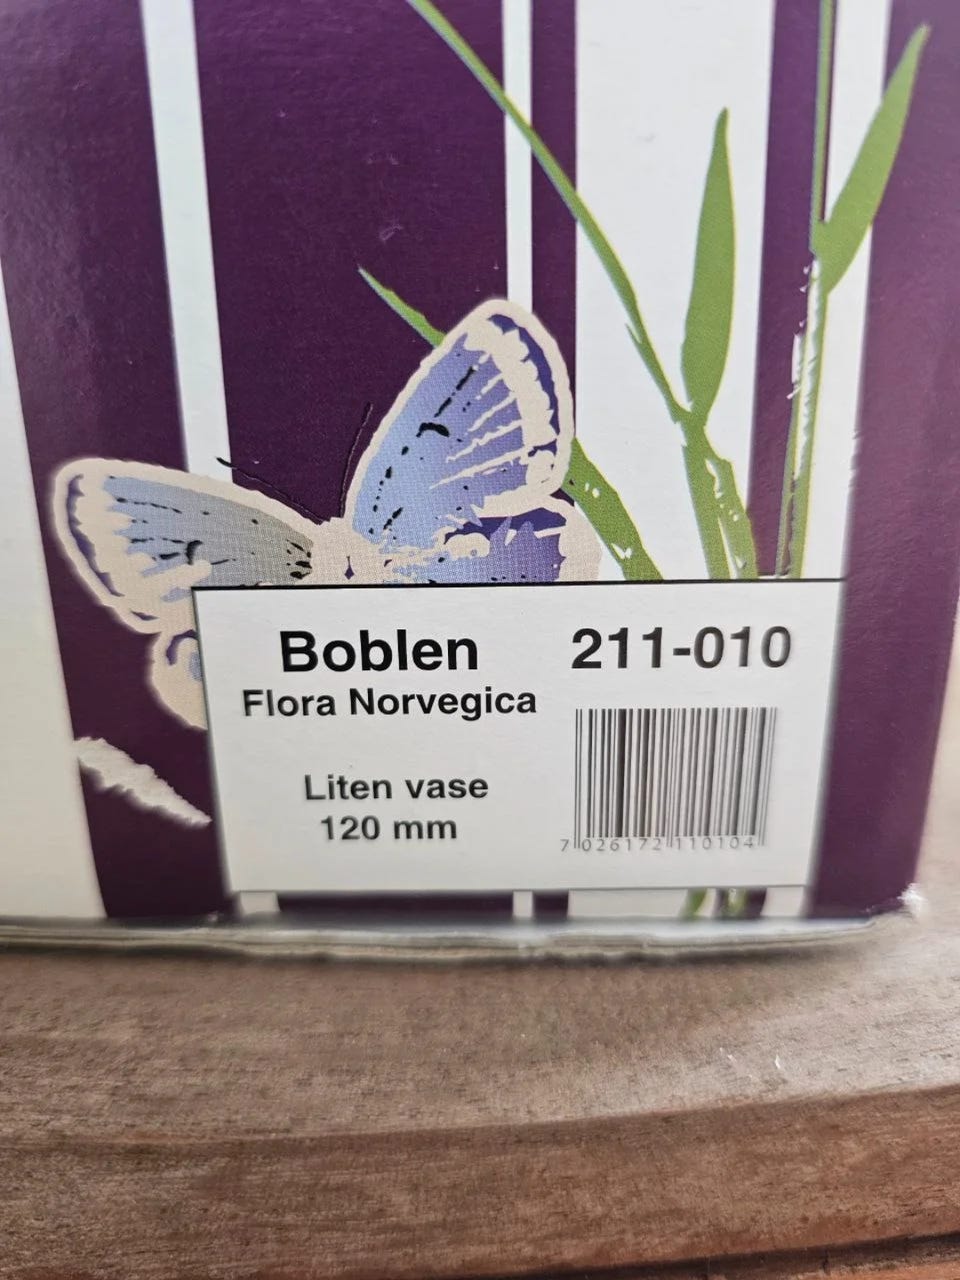 Boblen 211-010
Flora Norvegica
Liten vase
120 mm
7 026172 110104